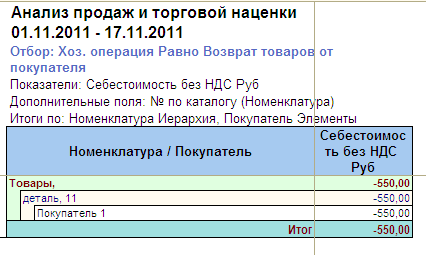 Анализ продаж и торговой наценки
01.11.2011 - 17.11.2011
Отбор: Хоз. операция Равно Возврат товаров от
покупателя
Показатели: Себестоимость без НДС Руб
Дополнительные поля: № по каталогу (Номенклатура)
Итоги по: Номенклатура Иерархия, Покупатель Элементы
Номенклатура / Покупатель
Себестоимос
ть без НДС
Руб
Товары, -550,00
деталь, 11 -550,00
Покупатель 1 -550,00
Итог -550,00